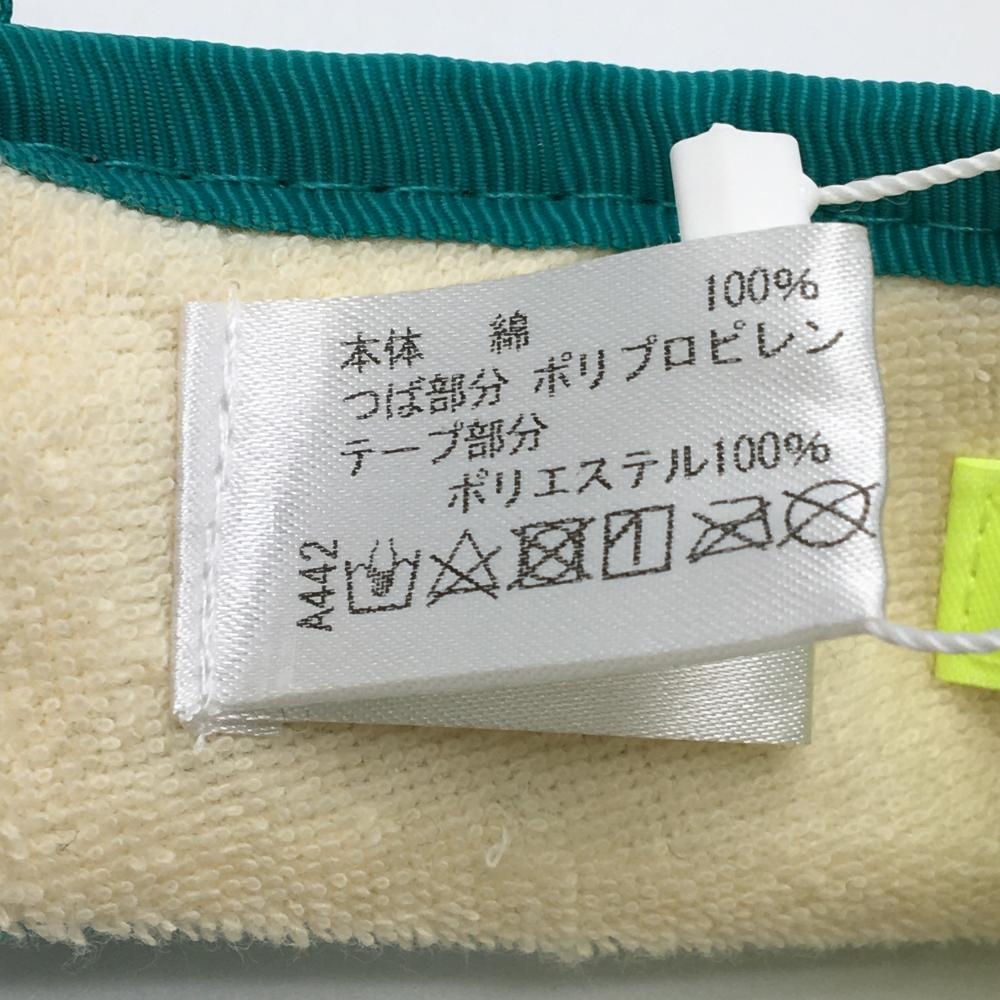 本体 綿 100%
つば部分 ポリプロピレン
テープ部分
ポリエステル100%
A442